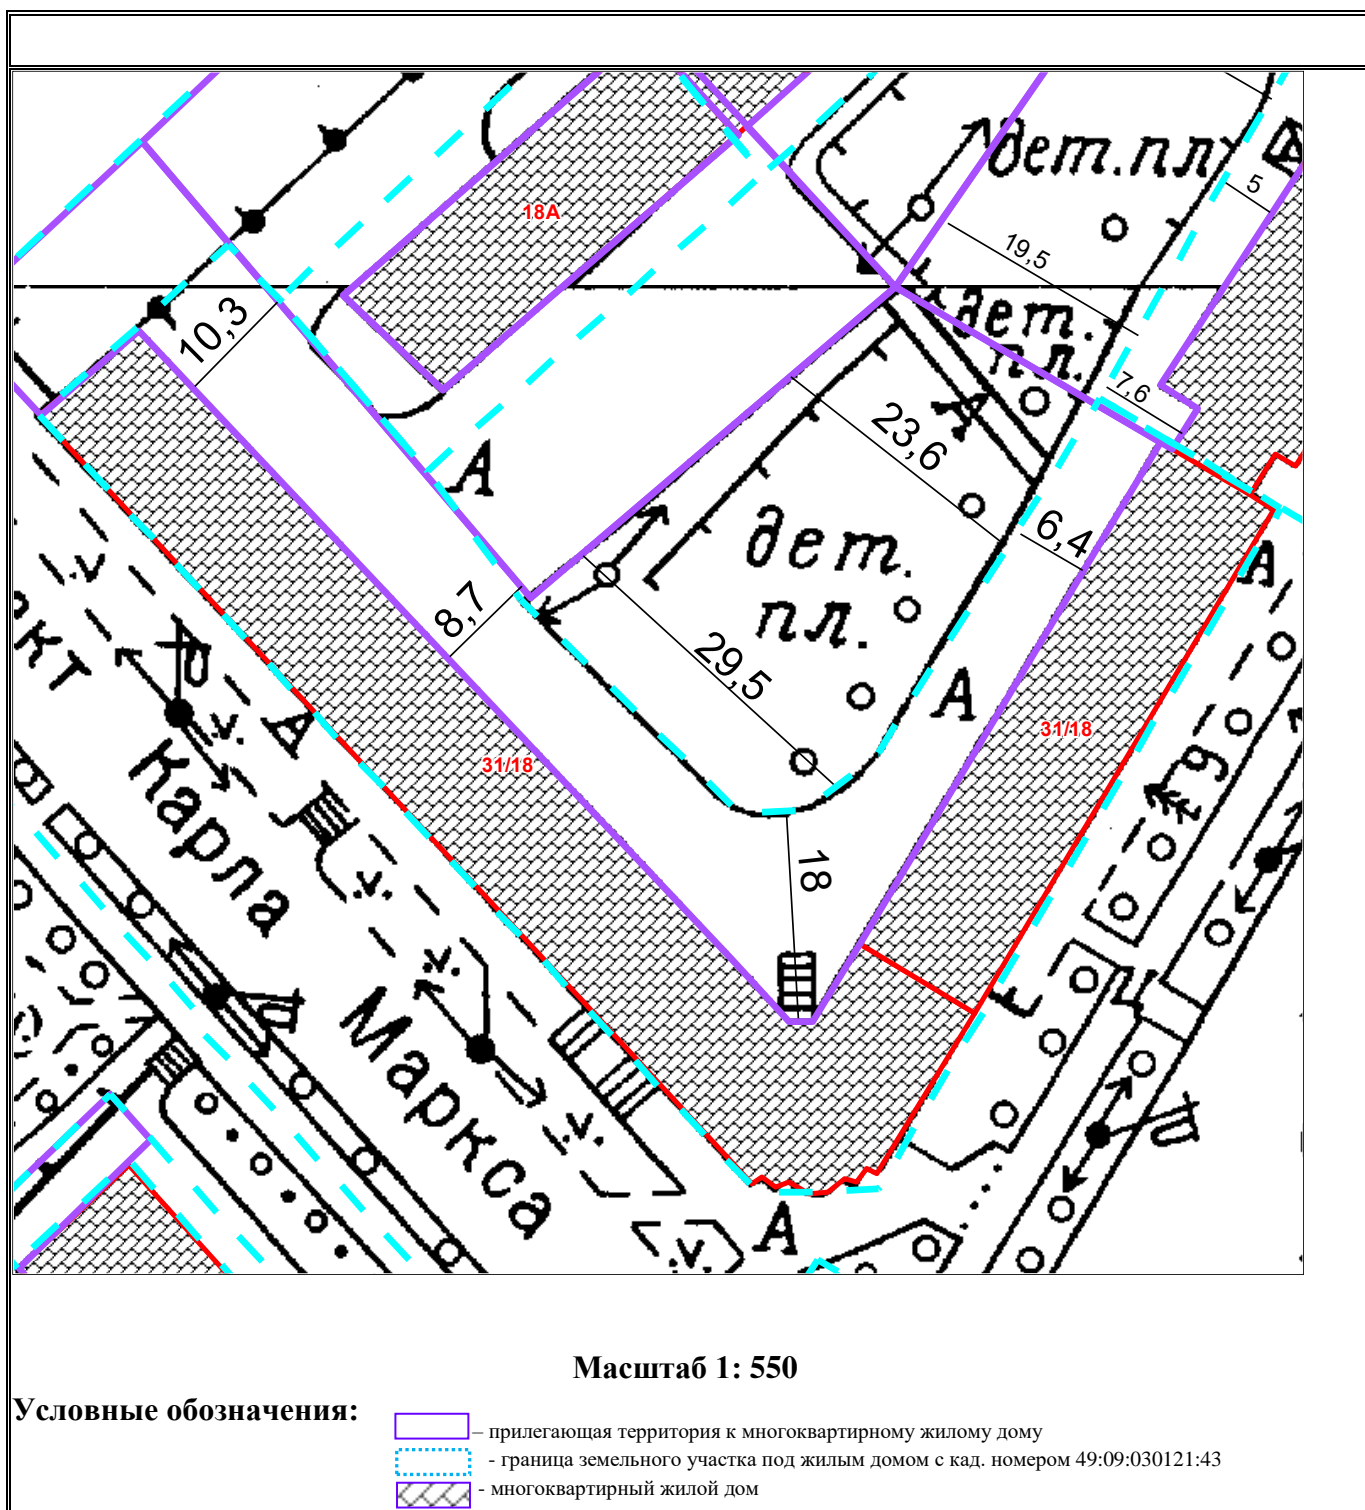 дет.пл
5
18А
19,5
10,3
дет.
пл.
7,6
23,6
А
6,4
А
дет.
пл.
8,7
29,5
А
31/18
А
31/18
Карла
18
Маркса
А
Масштаб 1: 550
Условные обозначения:
– прилегающая территория к многоквартирному жилому дому
- граница земельного участка под жилым домом с кад. номером 49:09:030121:43
- многоквартирный жилой дом